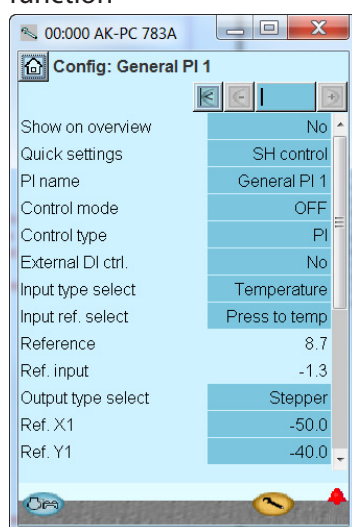 function
00:000 AK-PC 783A
Config: General PI 1
Show on overview No
Quick settings SH control
PI name General PI 1
Control mode OFF
Control type PI
External DI ctrl. No
Input type select Temperature
Input ref. select Press to temp
Reference 8.7
Ref. input -1.3
Output type select Stepper
Ref. X1 -50.0
Ref. Y1 -40.0